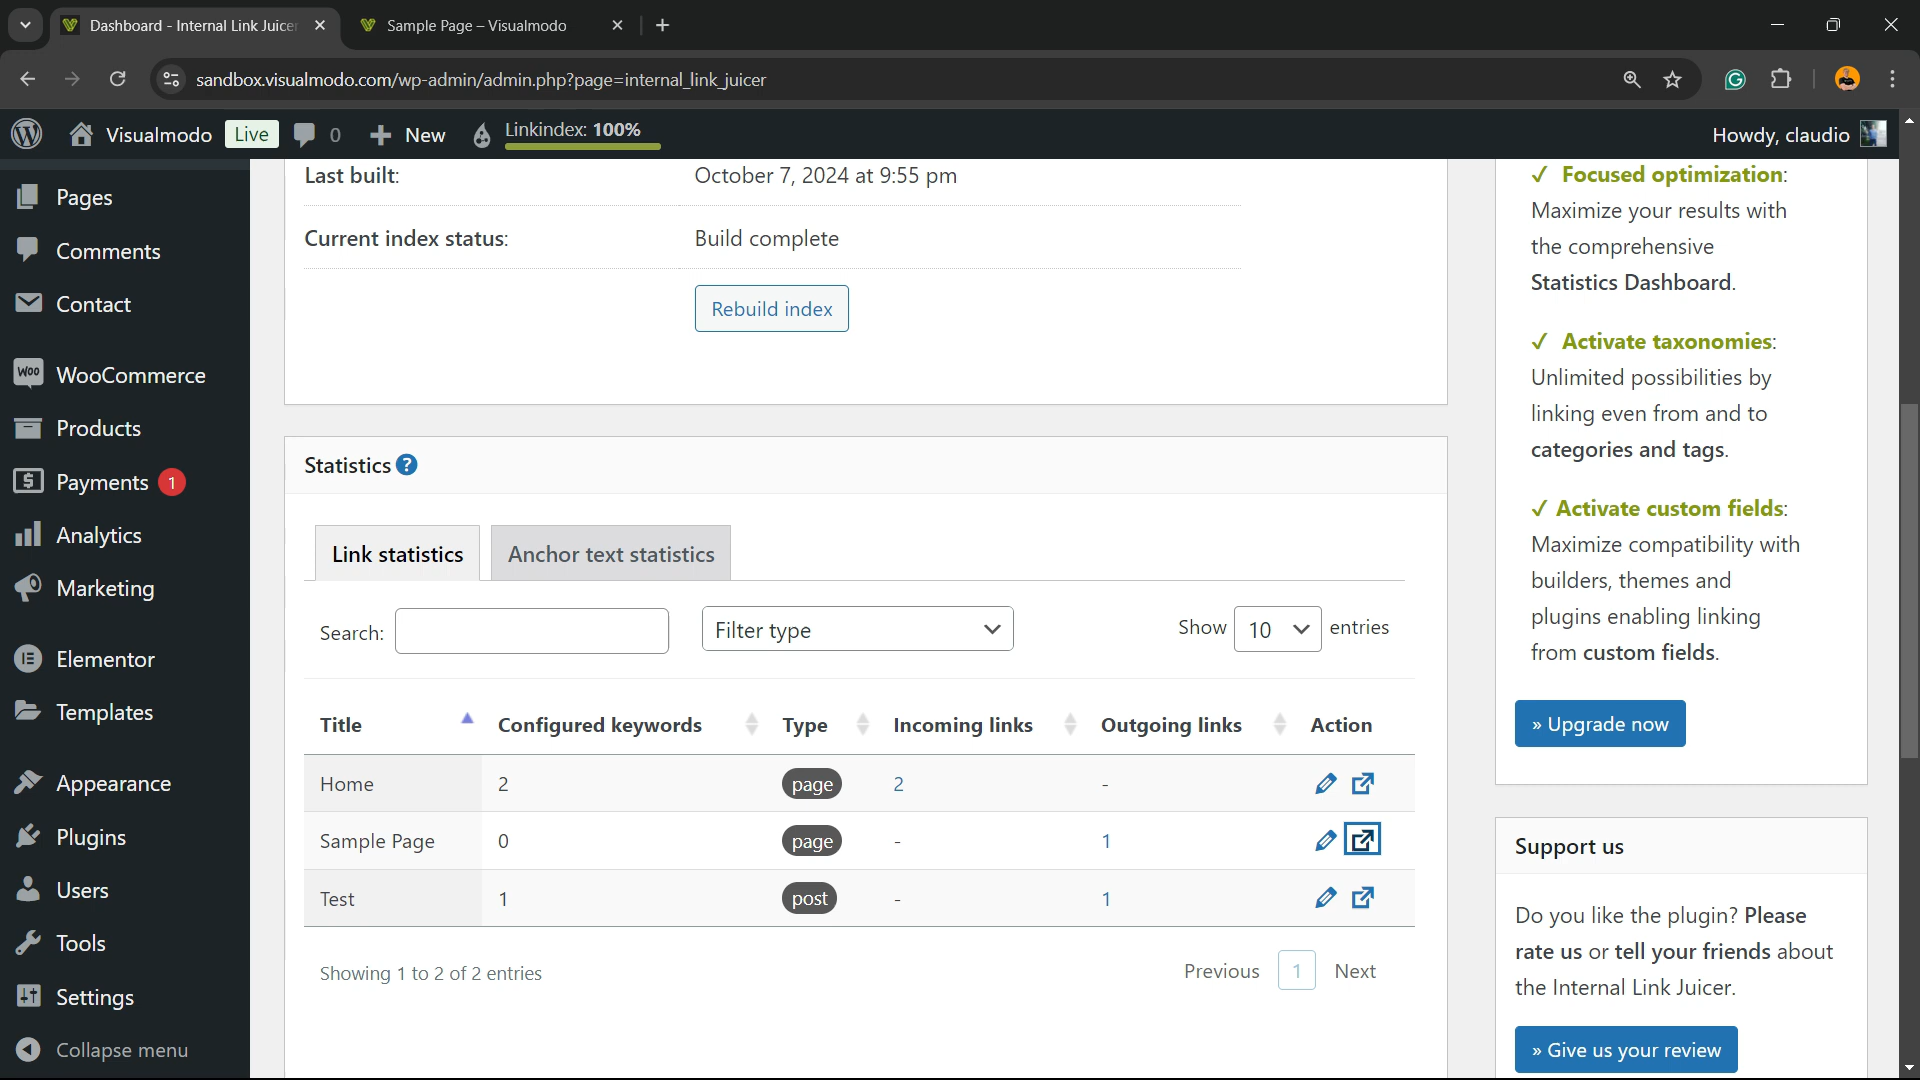 Dashboard - Internal Link Juicer
Sample Page – Visualmodo
sandbox.visualmodo.com/wp-admin/admin.php?page=internal_link_juicer
Visualmodo Live 0 New Linkindex: 100%
Howdy, claudio
Pages
Comments
Contact
WooCommerce
Products
Payments 1
Analytics
Marketing
Elementor
Templates
Appearance
Plugins
Users
Tools
Settings
Collapse menu
Last built: October 7, 2024 at 9:55 pm
Current index status: Build complete
Rebuild index
Statistics ?
Link statistics Anchor text statistics
Search: Filter type Show 10 entries
Title Configured keywords Type Incoming links Outgoing links Action
Home 2 page 2 -
Sample Page 0 page - 1
Test 1 post - 1
Showing 1 to 2 of 2 entries
Previous 1 Next
✓ Focused optimization:
Maximize your results with
the comprehensive
Statistics Dashboard.
✓ Activate taxonomies:
Unlimited possibilities by
linking even from and to
categories and tags.
✓ Activate custom fields:
Maximize compatibility with
builders, themes and
plugins enabling linking
from custom fields.
» Upgrade now
Support us
Do you like the plugin? Please
rate us or tell your friends about
the Internal Link Juicer.
» Give us your review